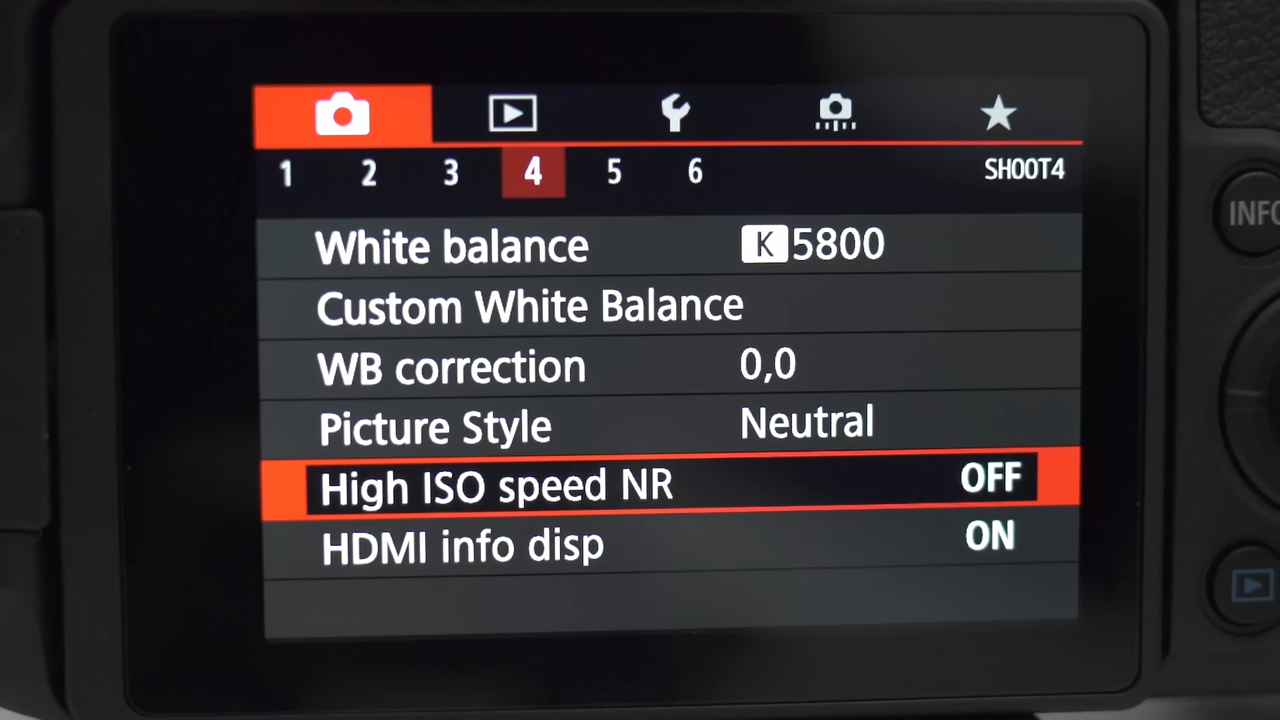 1 2 3 4 5 6 SHOOT4
White balance K 5800
Custom White Balance
WB correction 0,0
Picture Style Neutral
High ISO speed NR OFF
HDMI info disp ON
INFO